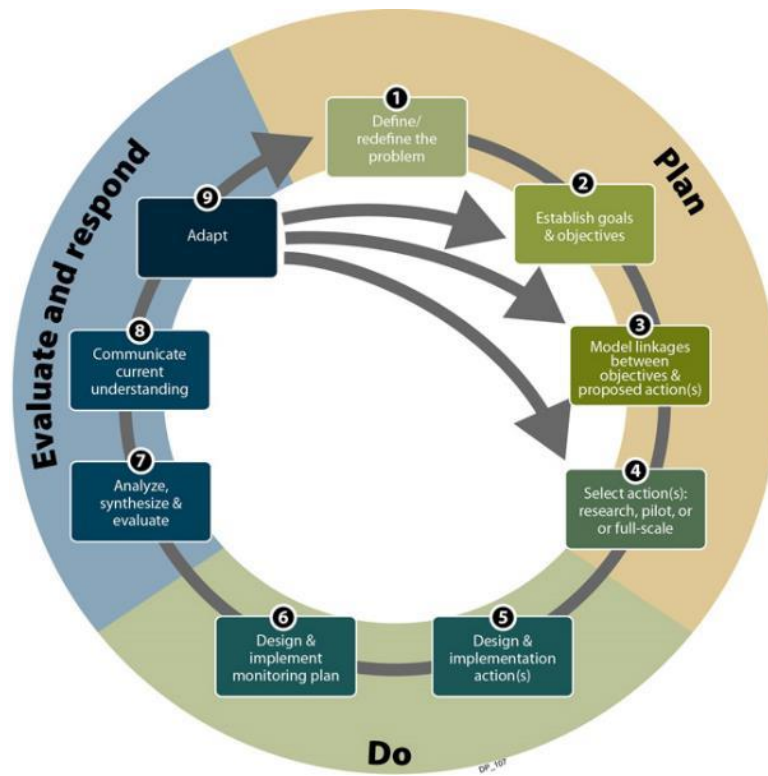 1
Define/
redefine the
problem
2
Establish goals
& objectives
3
Model linkages
between
objectives &
proposed action(s)
4
Select action(s):
research, pilot, or
or full-scale
5
Design &
implementation
action(s)
6
Design &
implement
monitoring plan
7
Analyze,
synthesize &
evaluate
8
Communicate
current
understanding
9
Adapt
Plan
Do
Evaluate and respond
DP_107